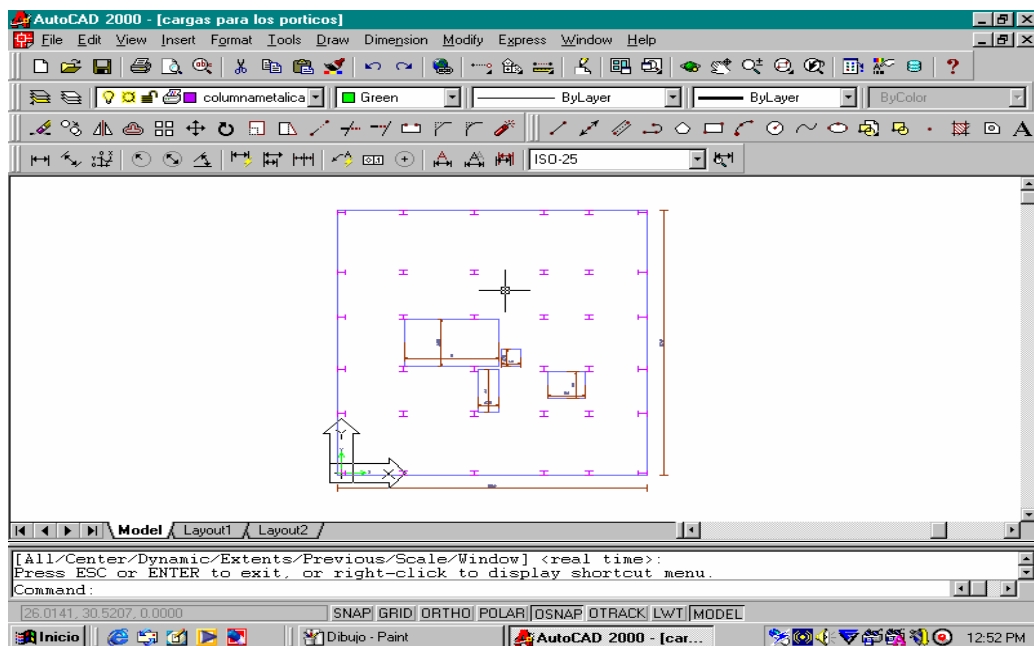 AutoCAD 2000 - [cargas para los porticos]
File Edit View Insert Format Tools Draw Dimension Modify Express Window Help
columnametalica Green ByLayer ByLayer ByColor
A
ISO-25
Y
X
Model Layout1 Layout2
[All/Center/Dynamic/Extents/Previous/Scale/Window] <real time>:
Press ESC or ENTER to exit, or right-click to display shortcut menu.
Command:
26.0141, 30.5207, 0.0000 SNAP GRID ORTHO POLAR OSNAP OTRACK LWT MODEL
Inicio Dibujo - Paint AutoCAD 2000 - [car... 12:52 PM